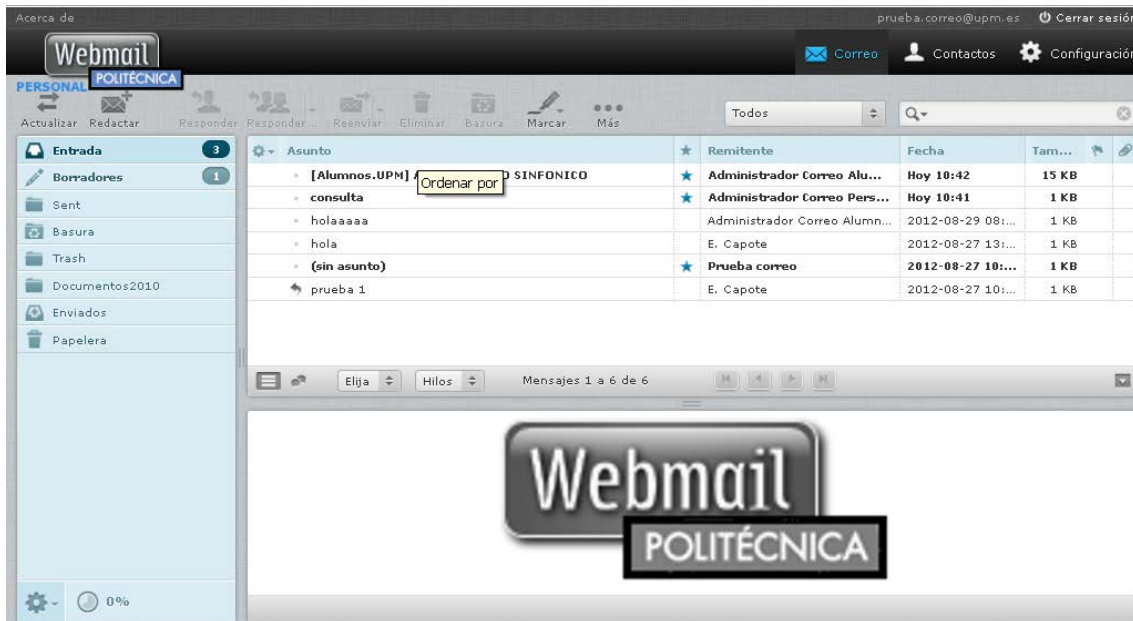 Acerca de prueba.correo@upm.es Cerrar sesión
Webmail
POLITÉCNICA
PERSONAL
Correo Contactos Configuración
Actualizar Redactar Responder Responder... Reenviar Eliminar Basura Marcar Más
Todos
Entrada 3
Borradores 1
Sent
Basura
Trash
Documentos2010
Enviados
Papelera
0%
Asunto Remitente Fecha Tam...
[Alumnos.UPM] SINFONICO Administrador Correo Alu... Hoy 10:42 15 KB
Ordenar por
consulta Administrador Correo Pers... Hoy 10:41 1 KB
holaaaaa Administrador Correo Alumn... 2012-08-29 08:... 1 KB
hola E. Capote 2012-08-27 13:... 1 KB
(sin asunto) Prueba correo 2012-08-27 10:... 1 KB
prueba 1 E. Capote 2012-08-27 10:... 1 KB
Elija Hilos Mensajes 1 a 6 de 6
Webmail
POLITÉCNICA